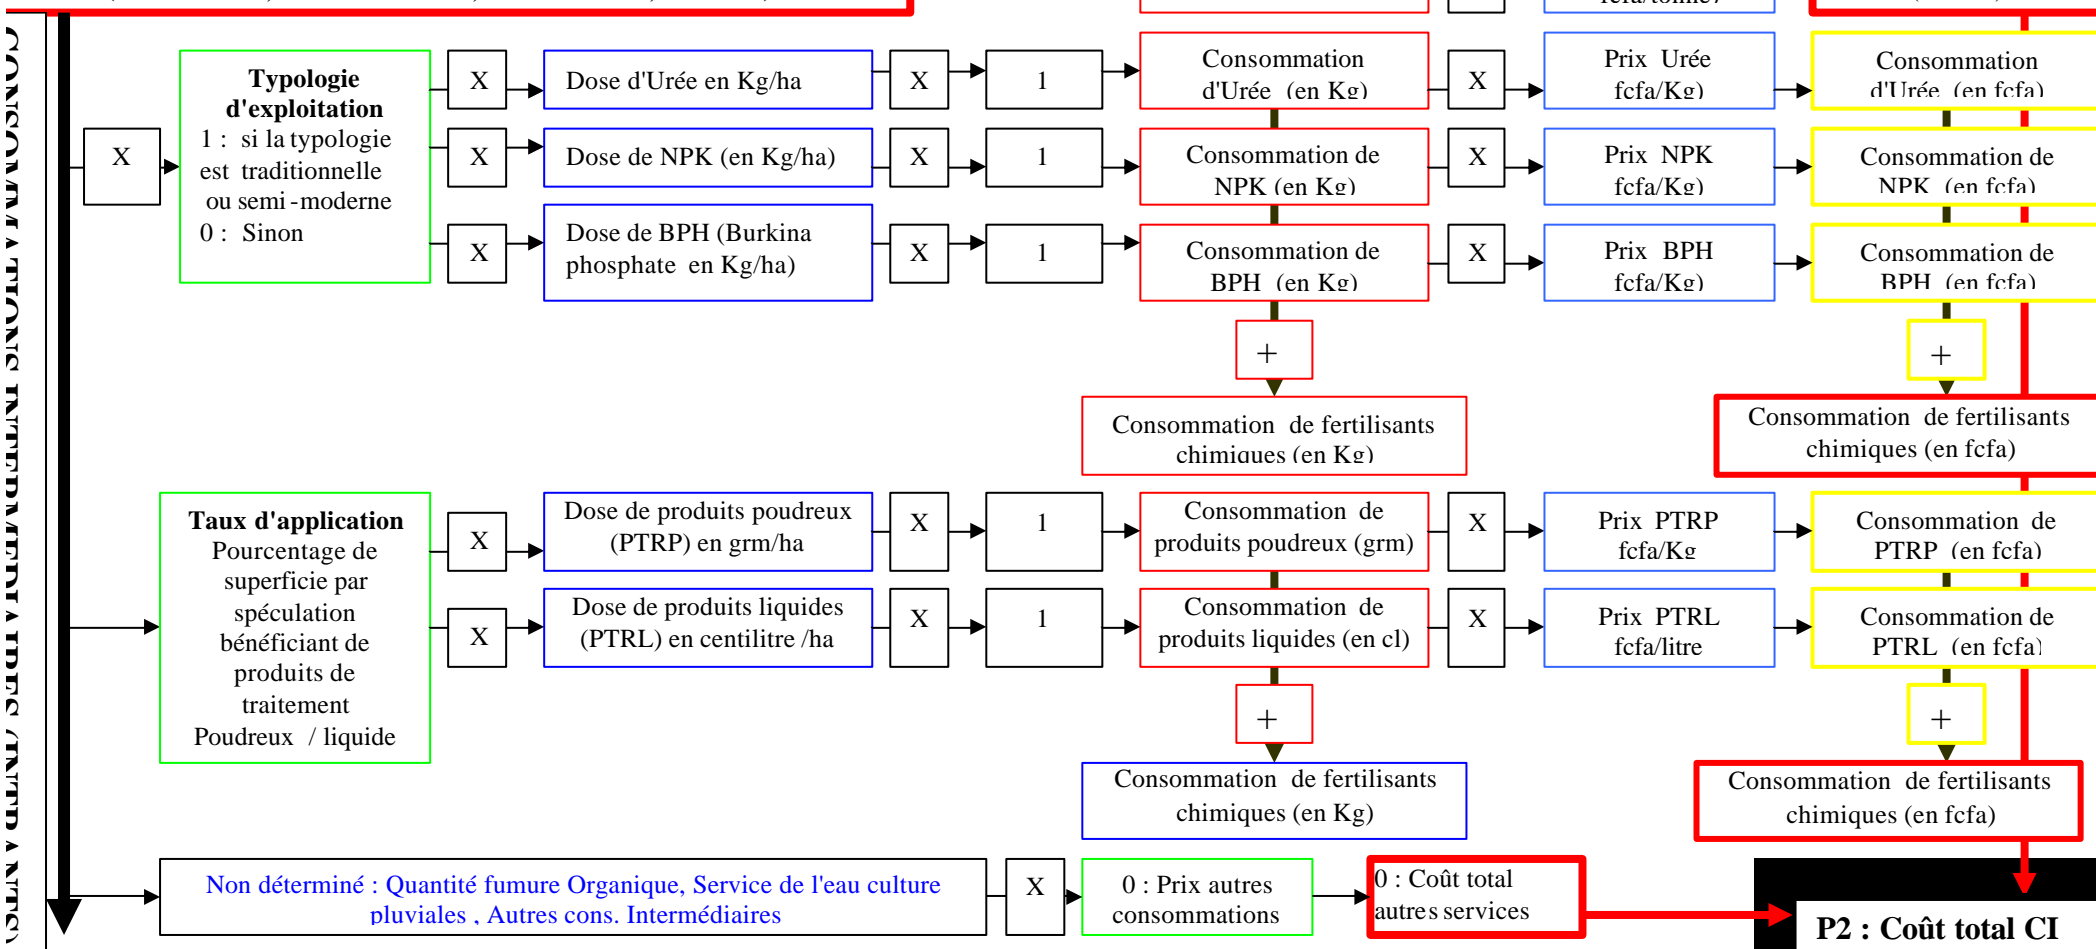 CONSOMMATIONS INTERMEDIAIRES (INTRANTS)
X
Typologie
d'exploitation
1 : si la typologie
est traditionnelle
ou semi-moderne
0 : Sinon
X
Dose d'Urée en Kg/ha
X
1
Consommation
d'Urée (en Kg)
X
Prix Urée
fcfa/Kg)
Consommation
d'Urée (en fcfa)
X
Dose de NPK (en Kg/ha)
X
1
Consommation de
NPK (en Kg)
X
Prix NPK
fcfa/Kg)
Consommation de
NPK (en fcfa)
X
Dose de BPH (Burkina
phosphate en Kg/ha)
X
1
Consommation de
BPH (en Kg)
X
Prix BPH
fcfa/Kg)
Consommation de
BPH (en fcfa)
+
+
Consommation de fertilisants
chimiques (en Kg)
Consommation de fertilisants
chimiques (en fcfa)
Taux d'application
Pourcentage de
superficie par
spéculation
bénéficiant de
produits de
traitement
Poudreux / liquide
X
Dose de produits poudreux
(PTRP) en grm/ha
X
1
Consommation de
produits poudreux (grm)
X
Prix PTRP
fcfa/Kg
Consommation de
PTRP (en fcfa)
X
Dose de produits liquides
(PTRL) en centilitre /ha
X
1
Consommation de
produits liquides (en cl)
X
Prix PTRL
fcfa/litre
Consommation de
PTRL (en fcfa)
+
+
Consommation de fertilisants
chimiques (en Kg)
Consommation de fertilisants
chimiques (en fcfa)
Non déterminé : Quantité fumure Organique, Service de l'eau culture
pluviales , Autres cons. Intermédiaires
X
0 : Prix autres
consommations
0 : Coût total
autres services
P2 : Coût total CI